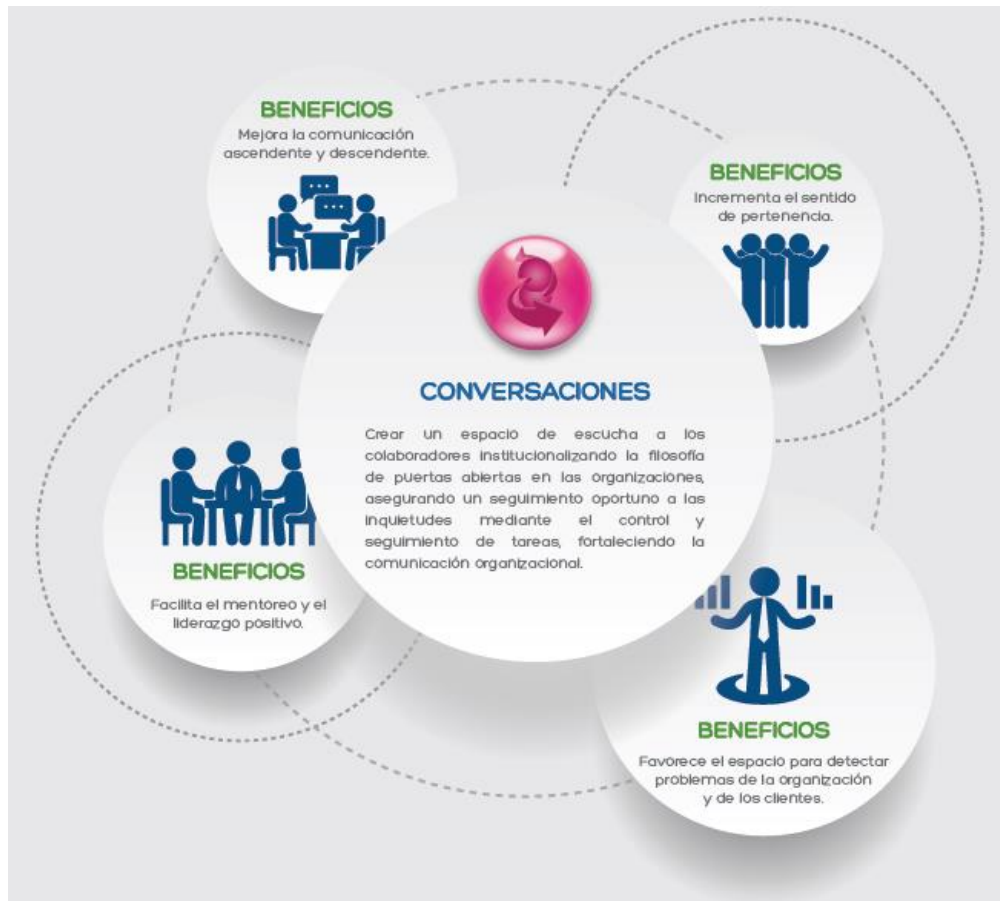 BENEFICIOS
Mejora la comunicación
ascendente y descendente.
BENEFICIOS
Incrementa el sentido
de pertenencia.
CONVERSACIONES
Crear un espacio de escucha a los
colaboradores institucionalizando la filosofía
de puertas abiertas en las organizaciónes,
asegurando un seguimiento oportuno a las
inquietudes mediante el control y
seguimiento de tareas, fortaleciendo la
comunicación organizacional.
BENEFICIOS
Facilita el mentoreo y el
liderazgo positivo.
BENEFICIOS
Favorece el espacio para detectar
problemas de la organización
y de los clientes.